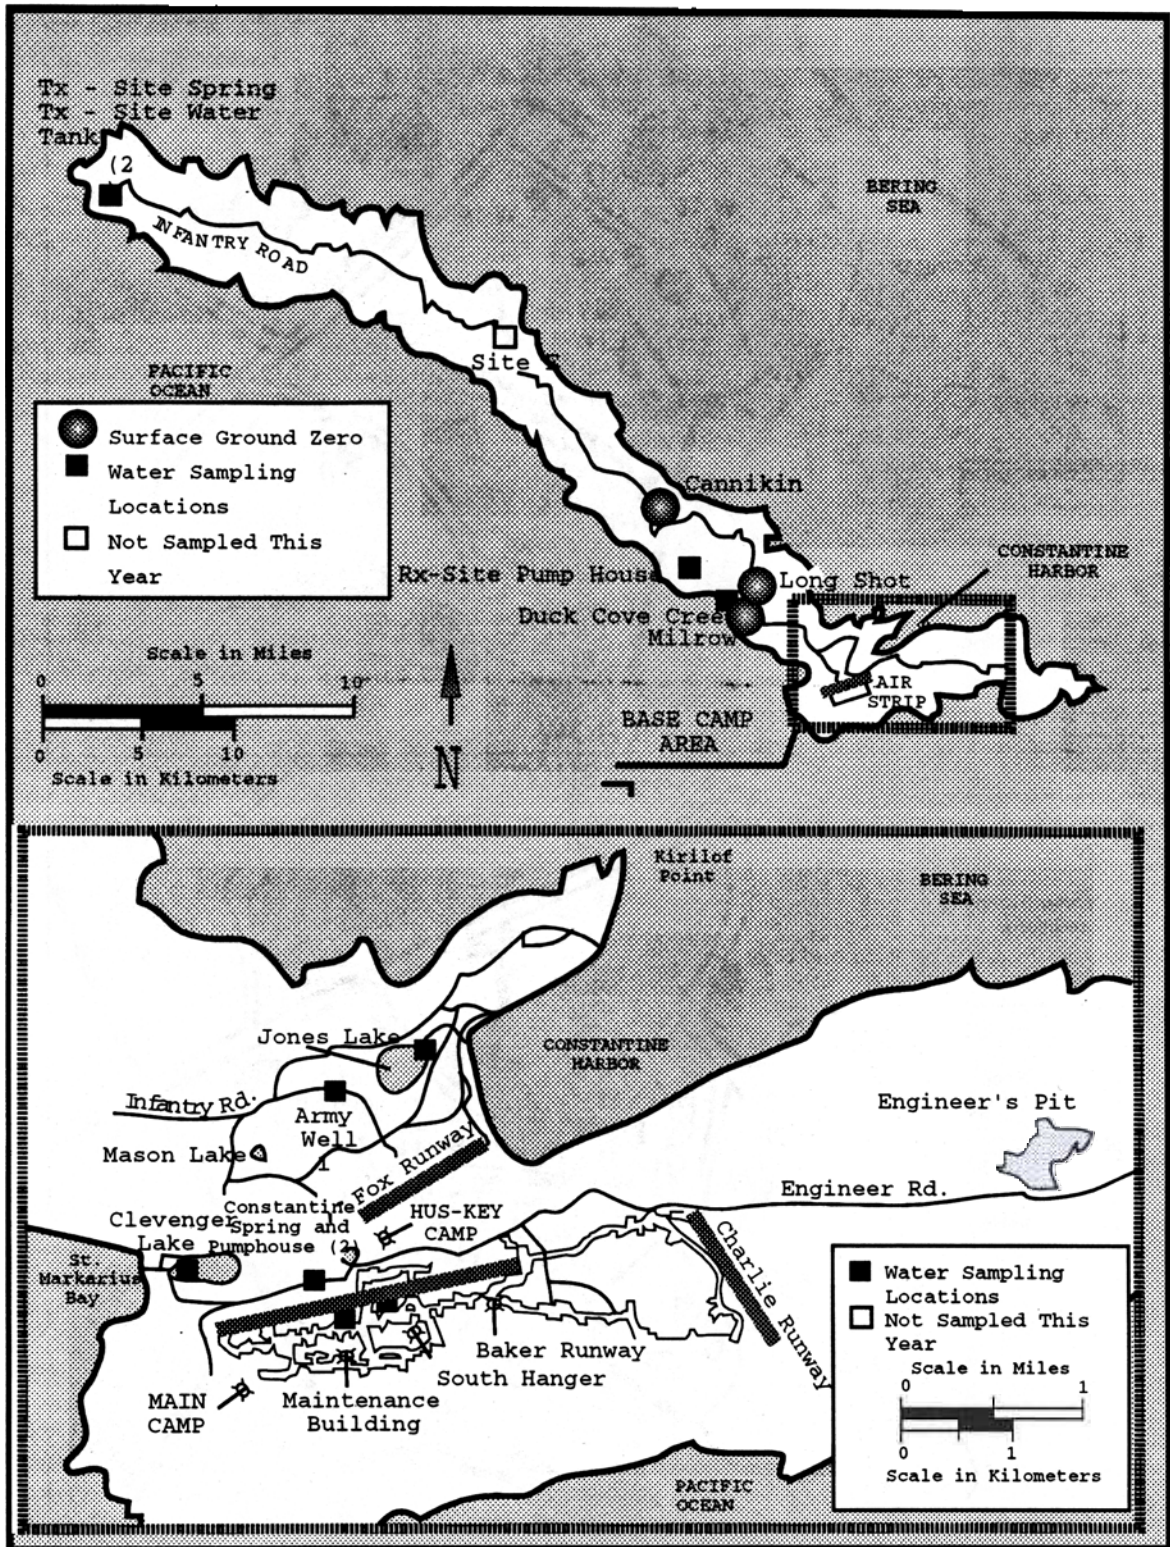 Tx - Site Spring
Tx - Site Water
Tank
(2
BERING
SEA
INFANTRY ROAD
Site
PACIFIC
OCEAN
Surface Ground Zero
Water Sampling
Locations
Not Sampled This
Year
Cannikin
CONSTANTINE
HARBOR
Rx-Site Pump House
Long Shot
Duck Cove Cree
Milrow
Scale in Miles
0 5 10
0 5 10
Scale in Kilometers
N
BASE CAMP
AREA
AIR
STRIP
Kirilof
Point
BERING
SEA
Jones Lake
CONSTANTINE
HARBOR
Infantry Rd.
Army
Well
1
Engineer's Pit
Mason Lake
Fox Runway
Engineer Rd.
Constantine
Spring and
Pumphouse (2)
HUS-KEY
CAMP
Clevenger
Lake
St.
Markarius
Bay
Charlie Runway
Water Sampling
Locations
Not Sampled This
Year
Scale in Miles
0 1
0 1
Scale in Kilometers
Baker Runway
South Hanger
MAIN
CAMP
Maintenance
Building
PACIFIC
OCEAN